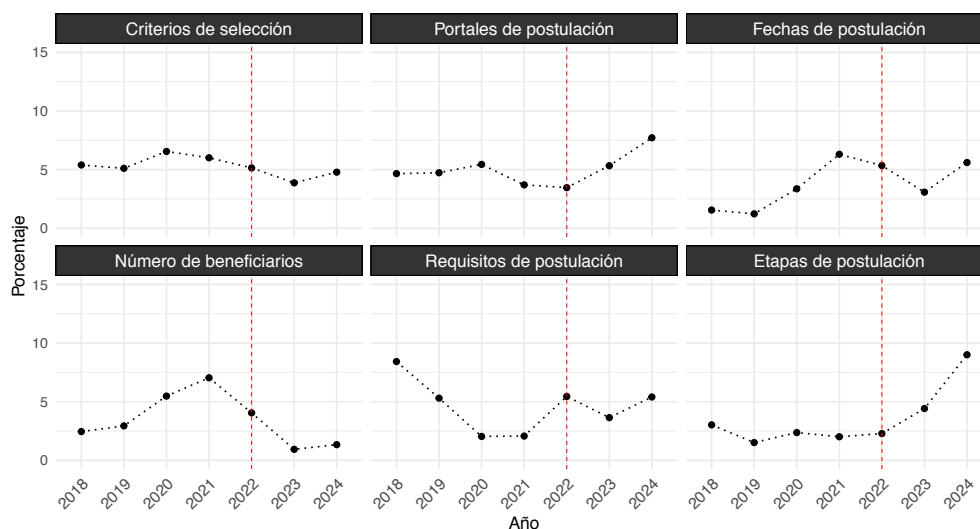 Criterios de selección
Portales de postulación
Fechas de postulación
15
10
5
0
Número de beneficiarios
Requisitos de postulación
Etapas de postulación
15
10
5
0
Porcentaje
2018 2019 2020 2021 2022 2023 2024
2018 2019 2020 2021 2022 2023 2024
2018 2019 2020 2021 2022 2023 2024
Año